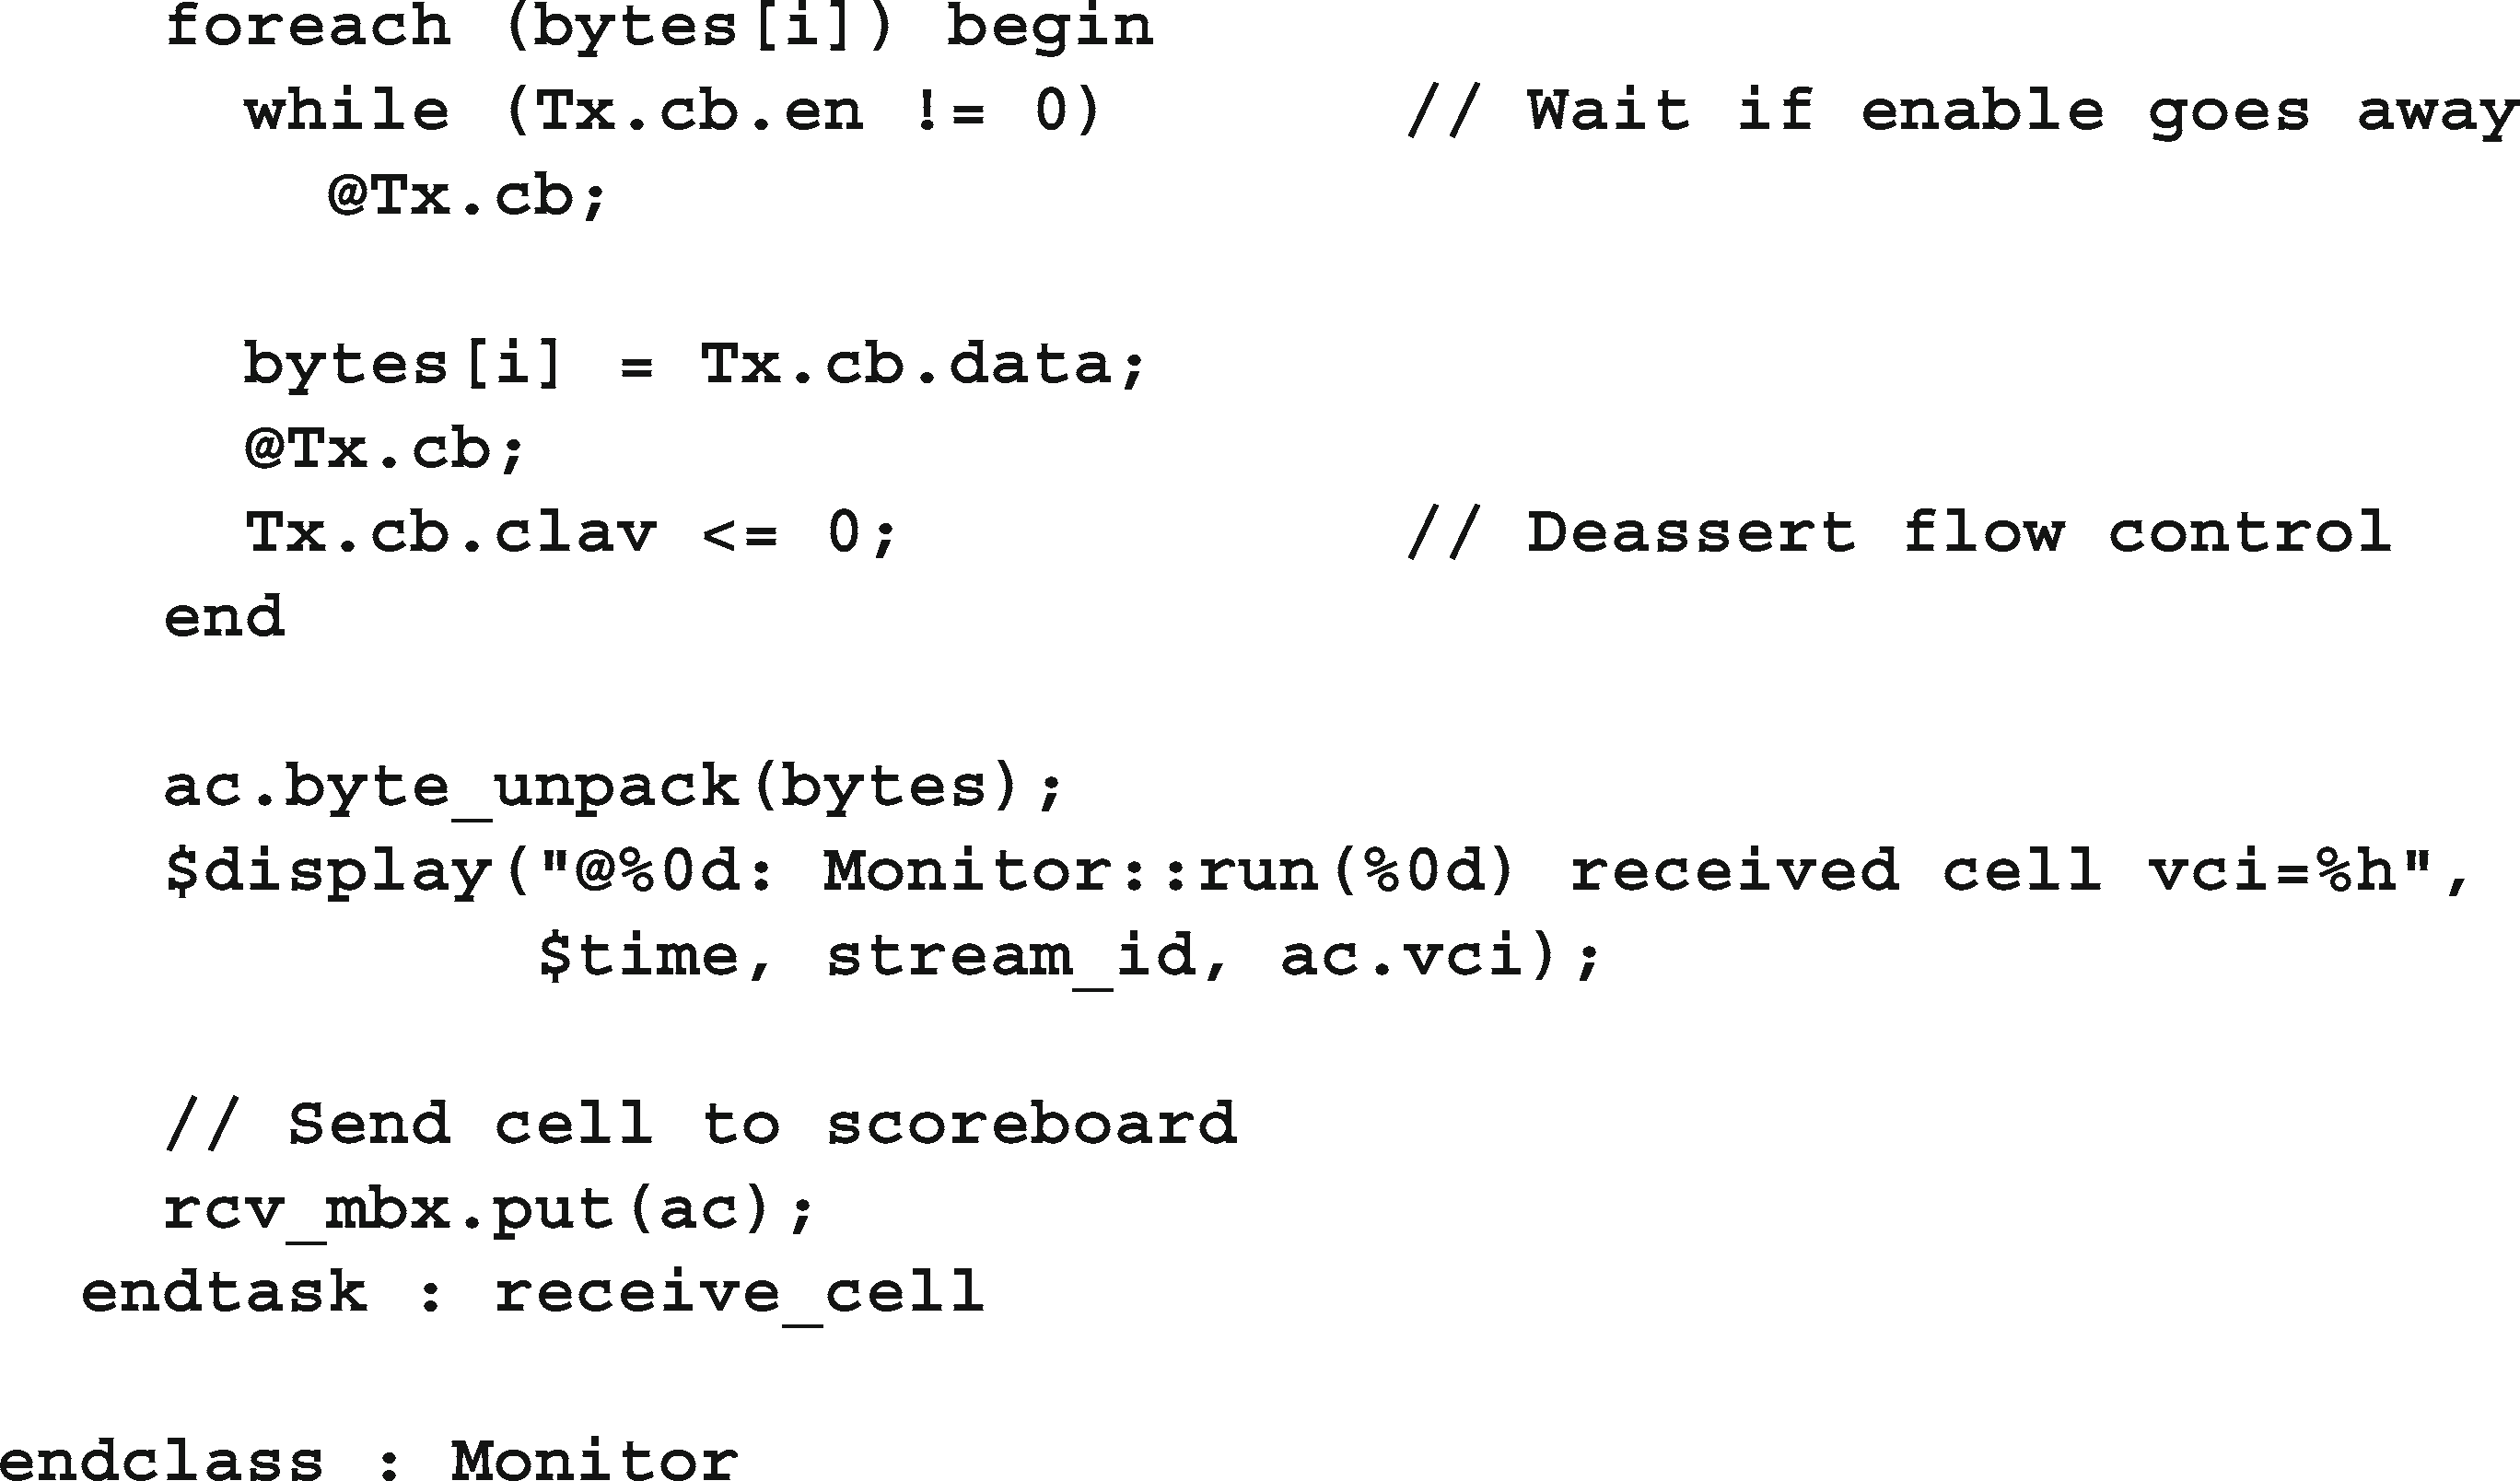 foreach (bytes[i]) begin
while (Tx.cb.en != 0) // Wait if enable goes away
@Tx.cb;
bytes[i] = Tx.cb.data;
@Tx.cb;
Tx.cb.clav <= 0; // Deassert flow control
end
ac.byte_unpack(bytes);
$display("@%0d: Monitor::run(%0d) received cell vci=%h",
$time, stream_id, ac.vci);
// Send cell to scoreboard
rcv_mbx.put(ac);
endtask : receive_cell
endclass : Monitor